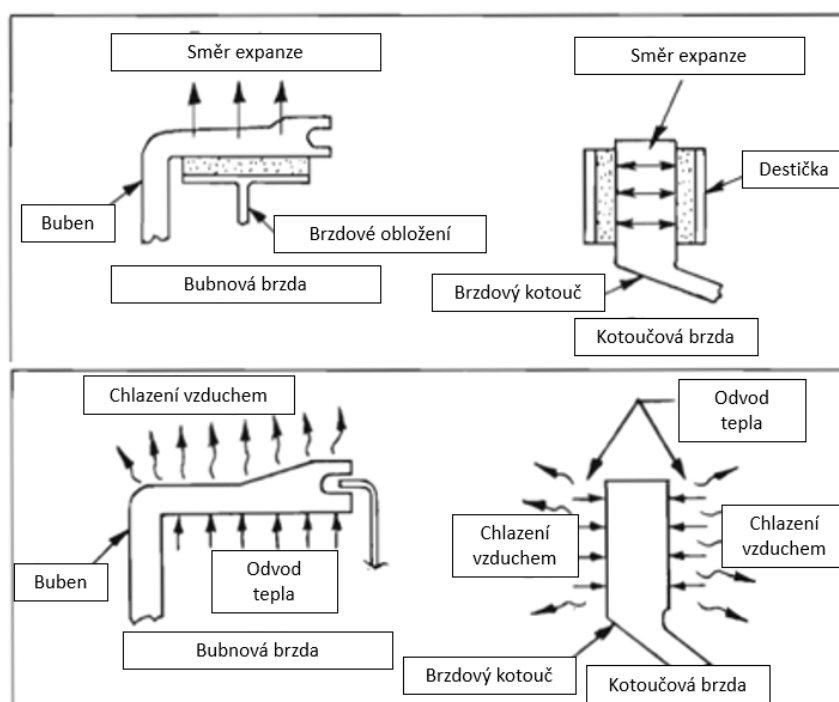 Směr expanze
Buben
Brzdové obložení
Bubnová brzda
Směr expanze
Destička
Brzdový kotouč
Kotoučová brzda
Chlazení vzduchem
Buben
Odvod
tepla
Bubnová brzda
Odvod
tepla
Chlazení
vzduchem
Chlazení
vzduchem
Brzdový kotouč
Kotoučová brzda